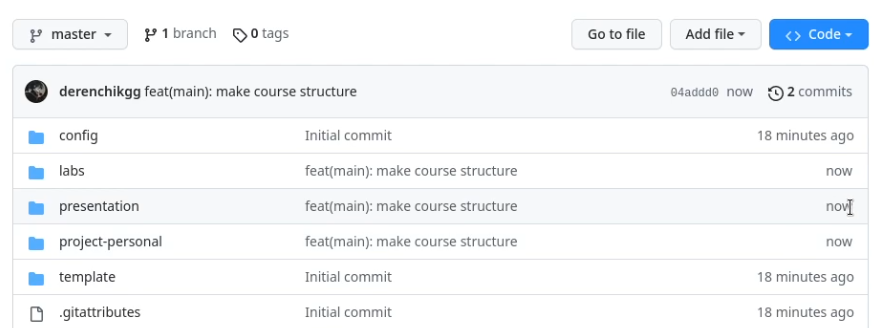 master 1 branch 0 tags Go to file Add file Code
derenchikgg feat(main): make course structure 04addd0 now 2 commits
config Initial commit 18 minutes ago
labs feat(main): make course structure now
presentation feat(main): make course structure now
project-personal feat(main): make course structure now
template Initial commit 18 minutes ago
.gitattributes Initial commit 18 minutes ago